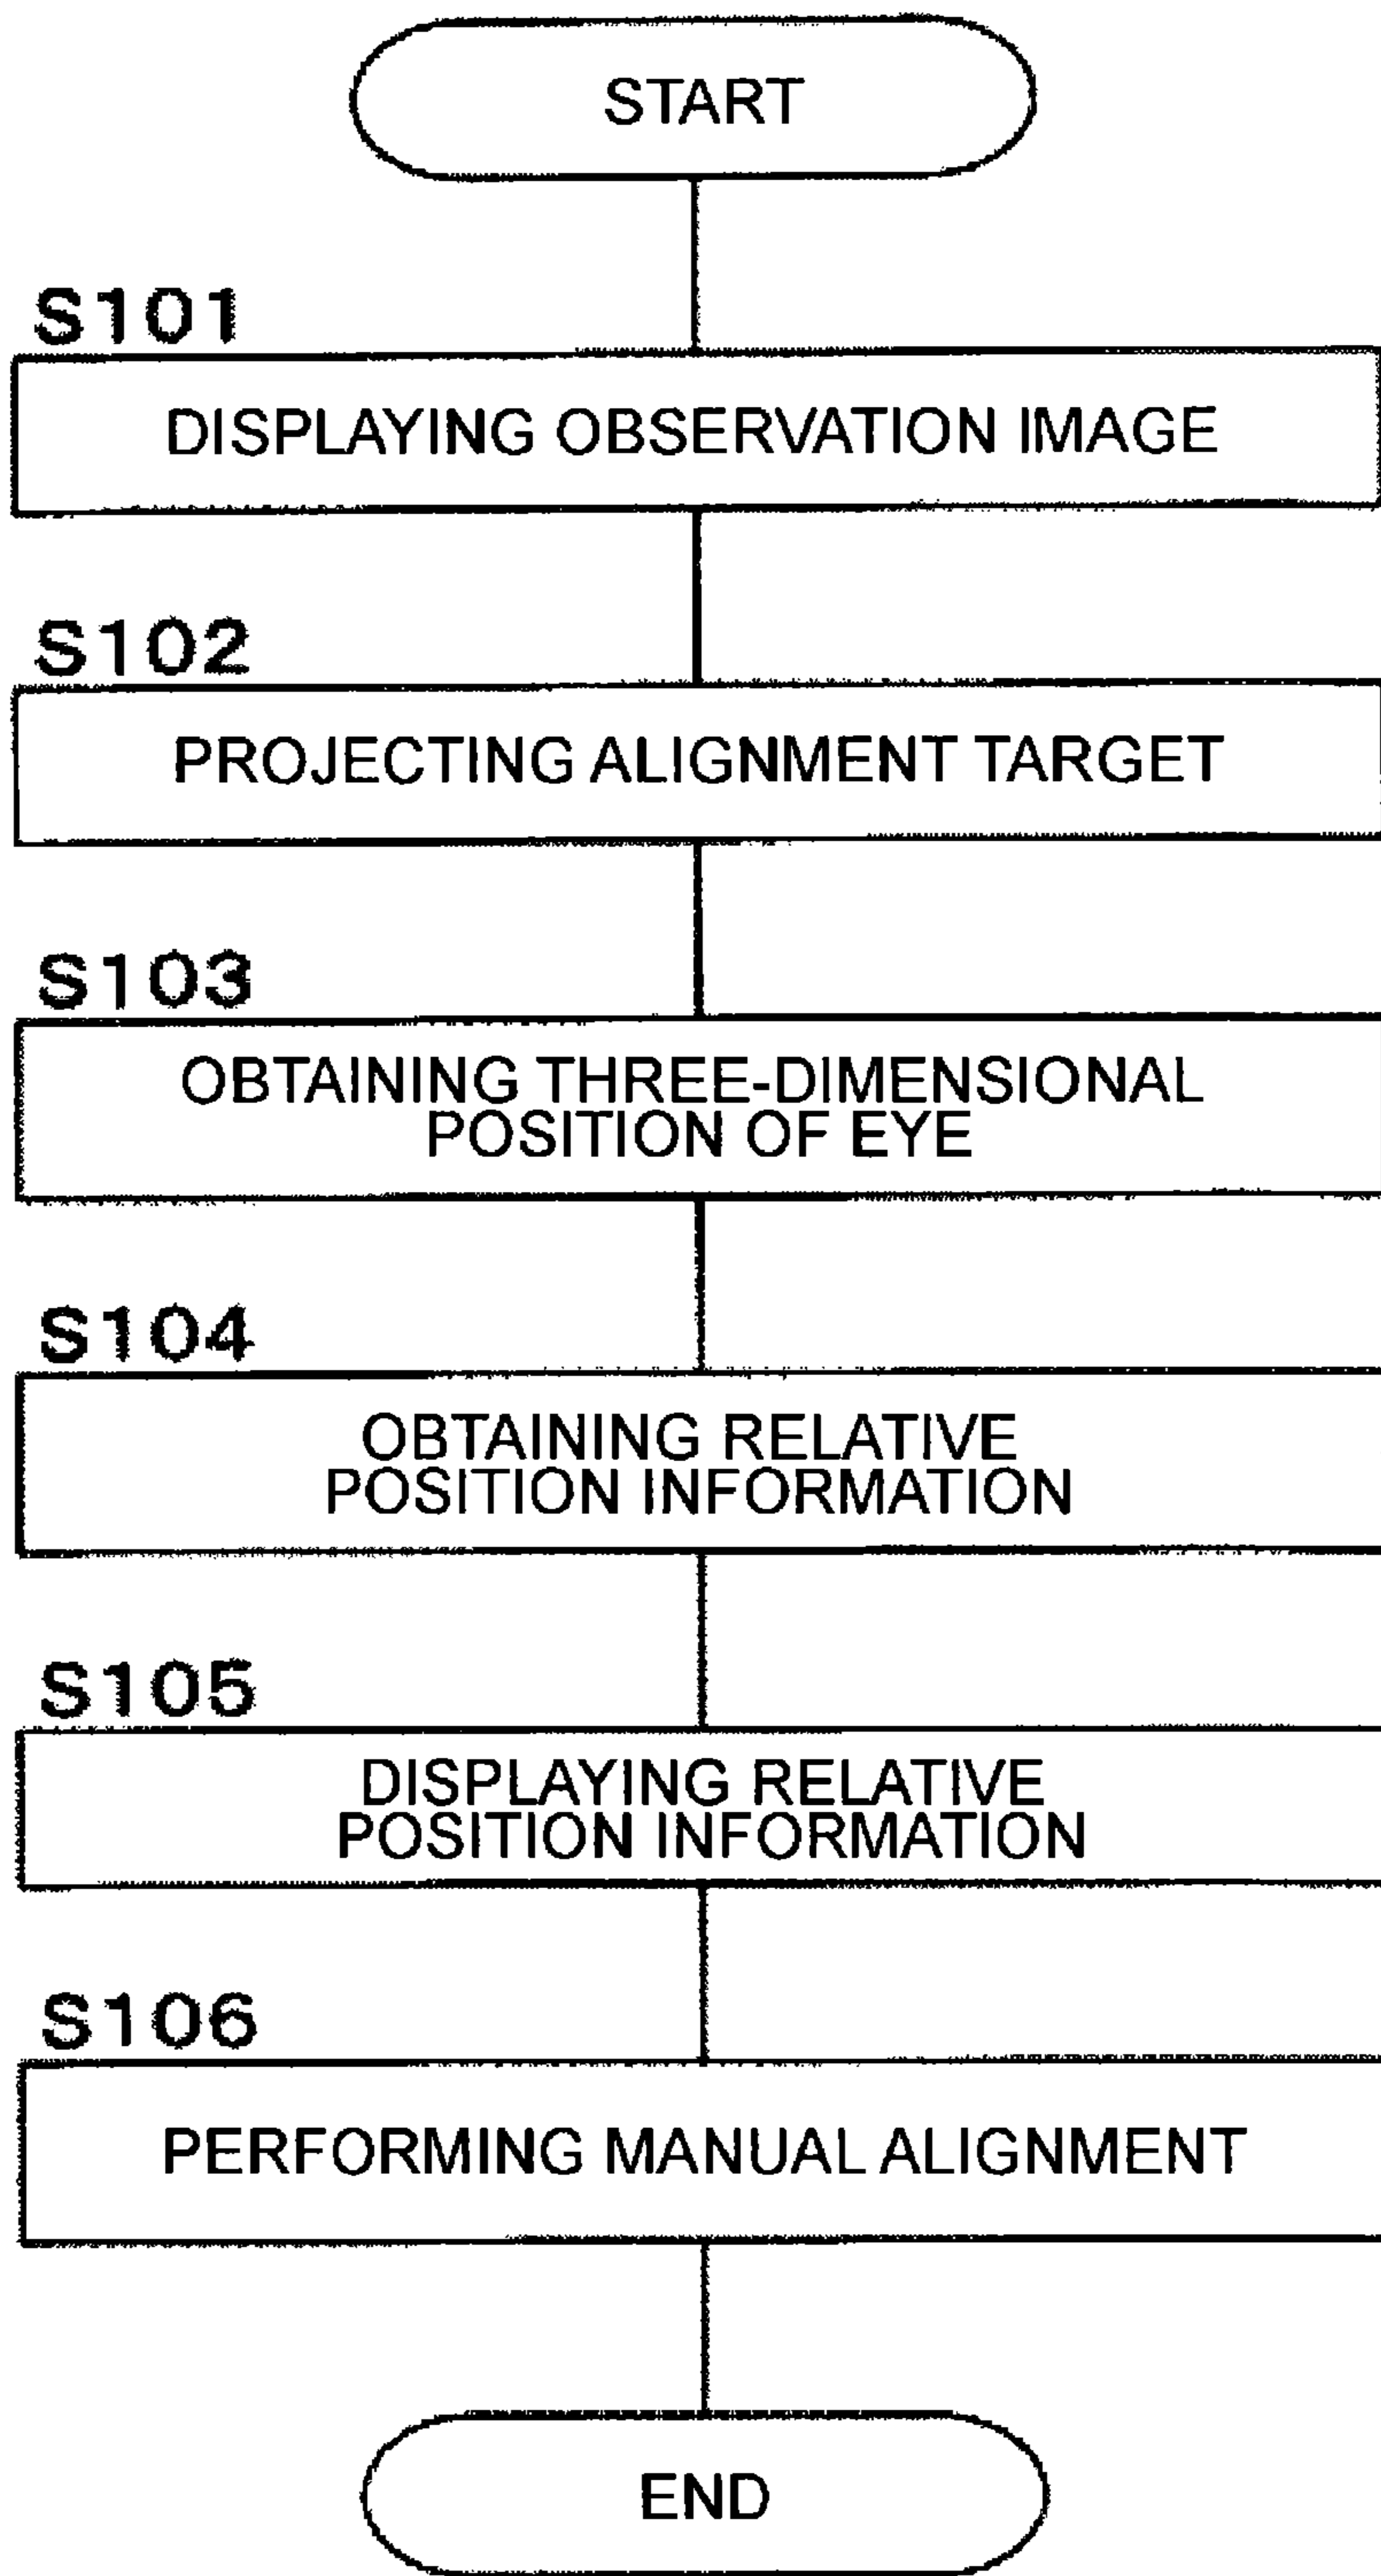 START
S101
DISPLAYING OBSERVATION IMAGE
S102
PROJECTING ALIGNMENT TARGET
S103
OBTAINING THREE-DIMENSIONAL
POSITION OF EYE
S104
OBTAINING RELATIVE
POSITION INFORMATION
S105
DISPLAYING RELATIVE
POSITION INFORMATION
S106
PERFORMING MANUAL ALIGNMENT
END